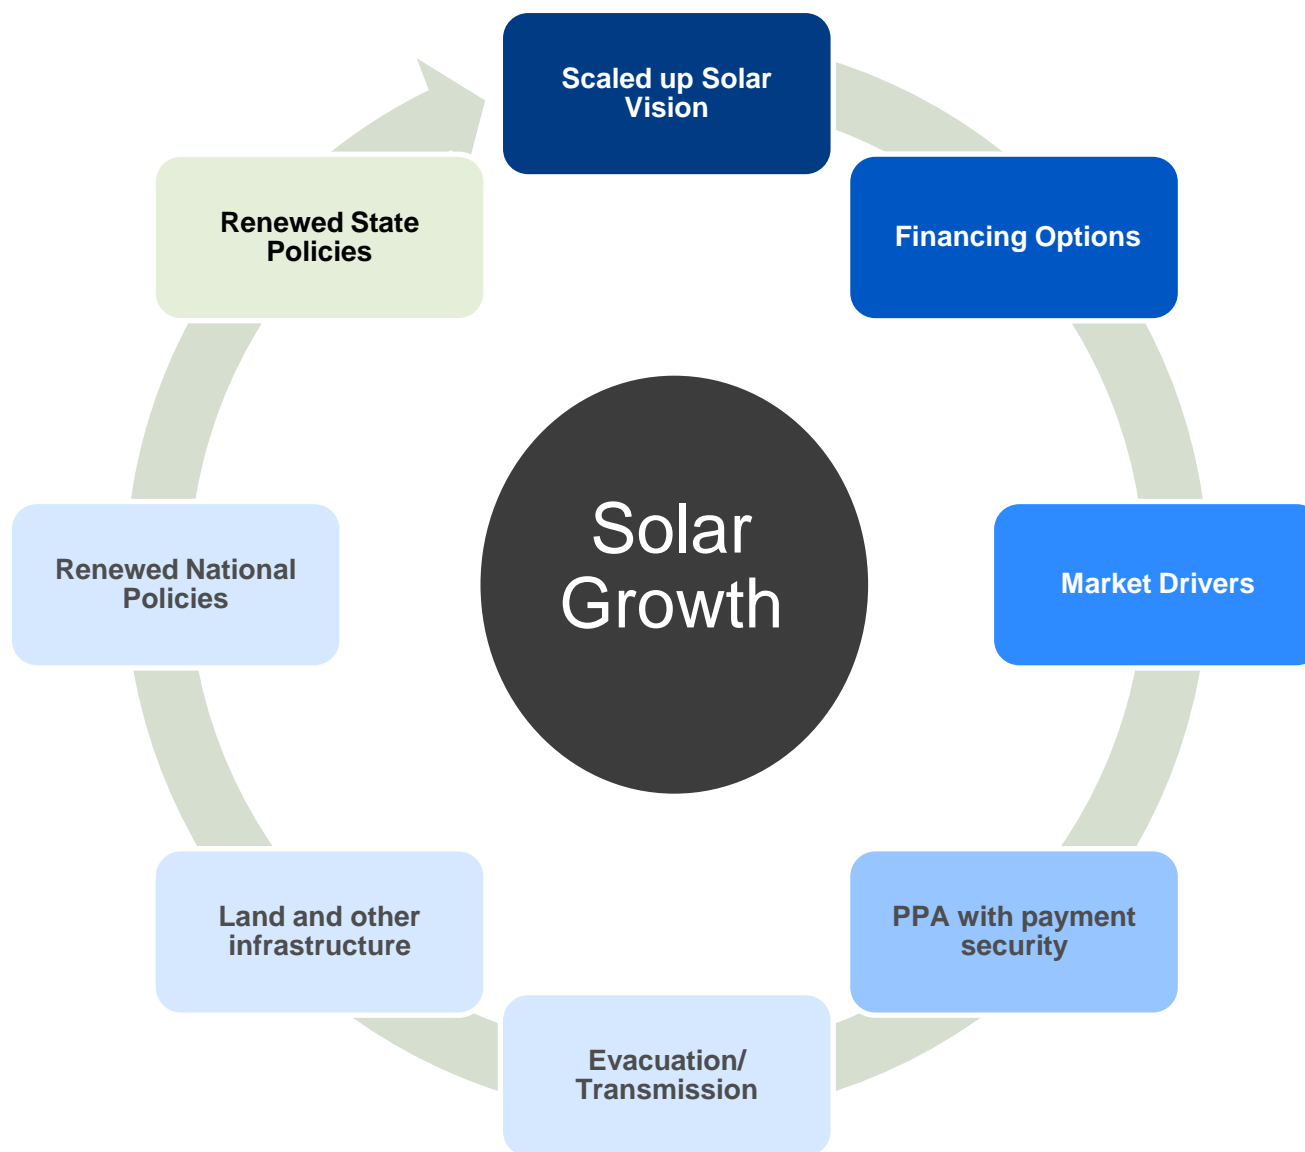 Scaled up Solar
Vision
Financing Options
Market Drivers
PPA with payment
security
Evacuation/
Transmission
Land and other
infrastructure
Renewed National
Policies
Renewed State
Policies
Solar
Growth